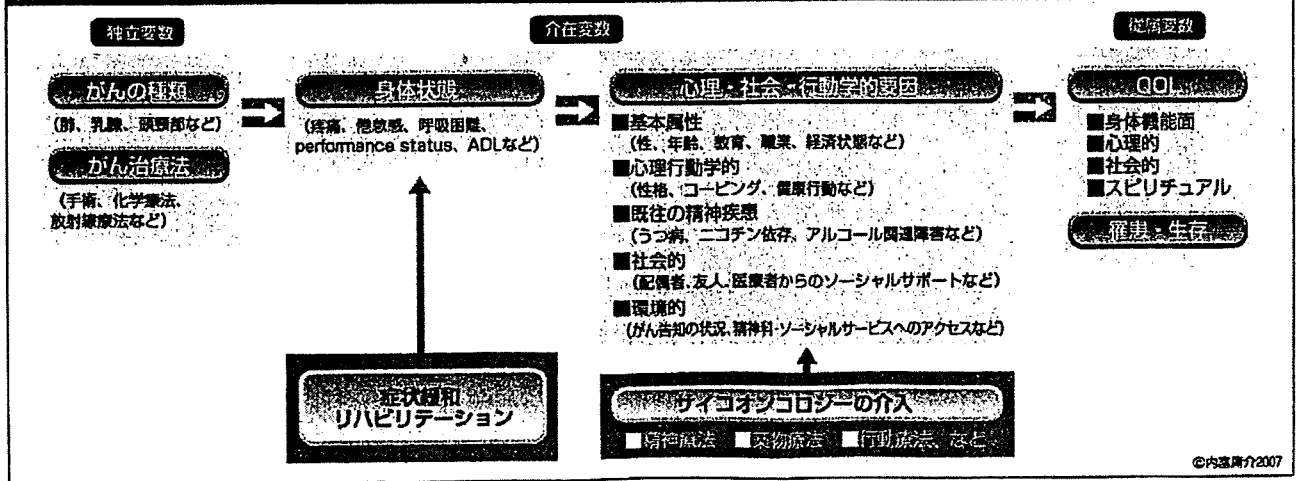 独立変数
介在変数
従属変数
がんの種類
(肺、乳腺、頭頸部など)
がん治療法
(手術、化学療法、
放射線療法など)
身体状態
(疼痛、倦怠感、呼吸困難、
performance status、ADLなど)
心理・社会・行動学的要因
■基本属性
(性、年齢、教育、職業、経済状態など)
■心理行動学的
(性格、コーピング、健康行動など)
■既往の精神疾患
(うつ病、ニコチン依存、アルコール関連障害など)
■社会的
(配偶者、友人、医療者からのソーシャルサポートなど)
■環境的
(がん告知の状況、精神科・ソーシャルサービスへのアクセスなど)
QOL
■身体機能面
■心理的
■社会的
■スピリチュアル
罹患・生存
症状緩和
リハビリテーション
サイコオンコロジーの介入
■精神療法 ■薬物療法 ■行動療法、など
©内富庸介2007